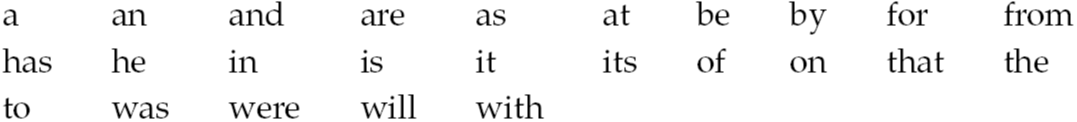 a an and are as at be by for from
has he in is it its of on that the
to was were will with